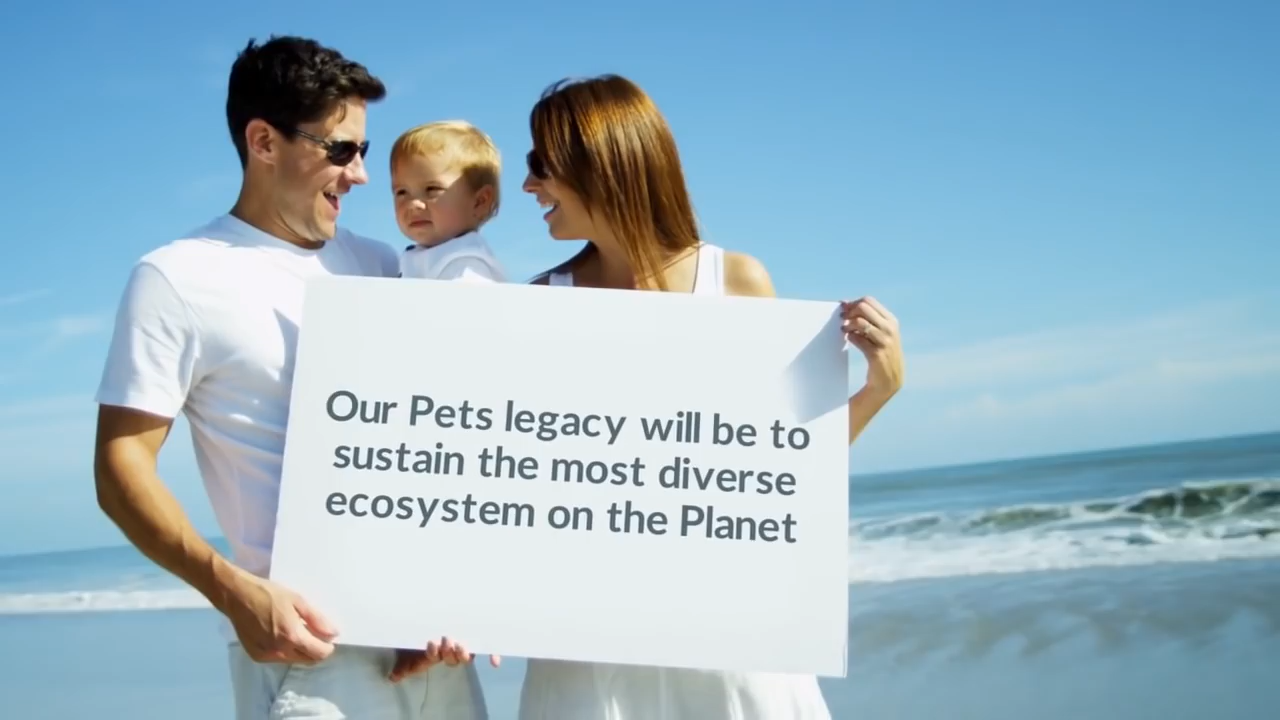 Our Pets legacy will be to
sustain the most diverse
ecosystem on the Planet